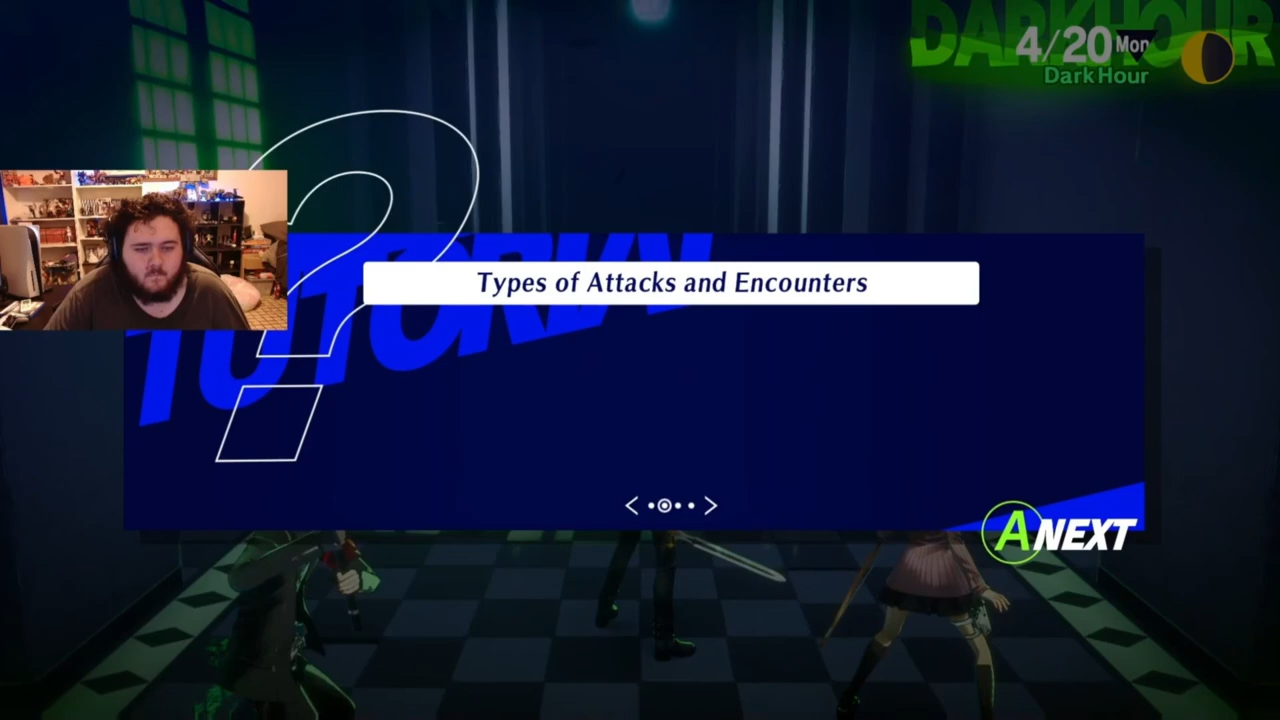 DARKHOUR
4/20 Mon
Dark Hour
TUTORIAL
Types of Attacks and Encounters
A NEXT